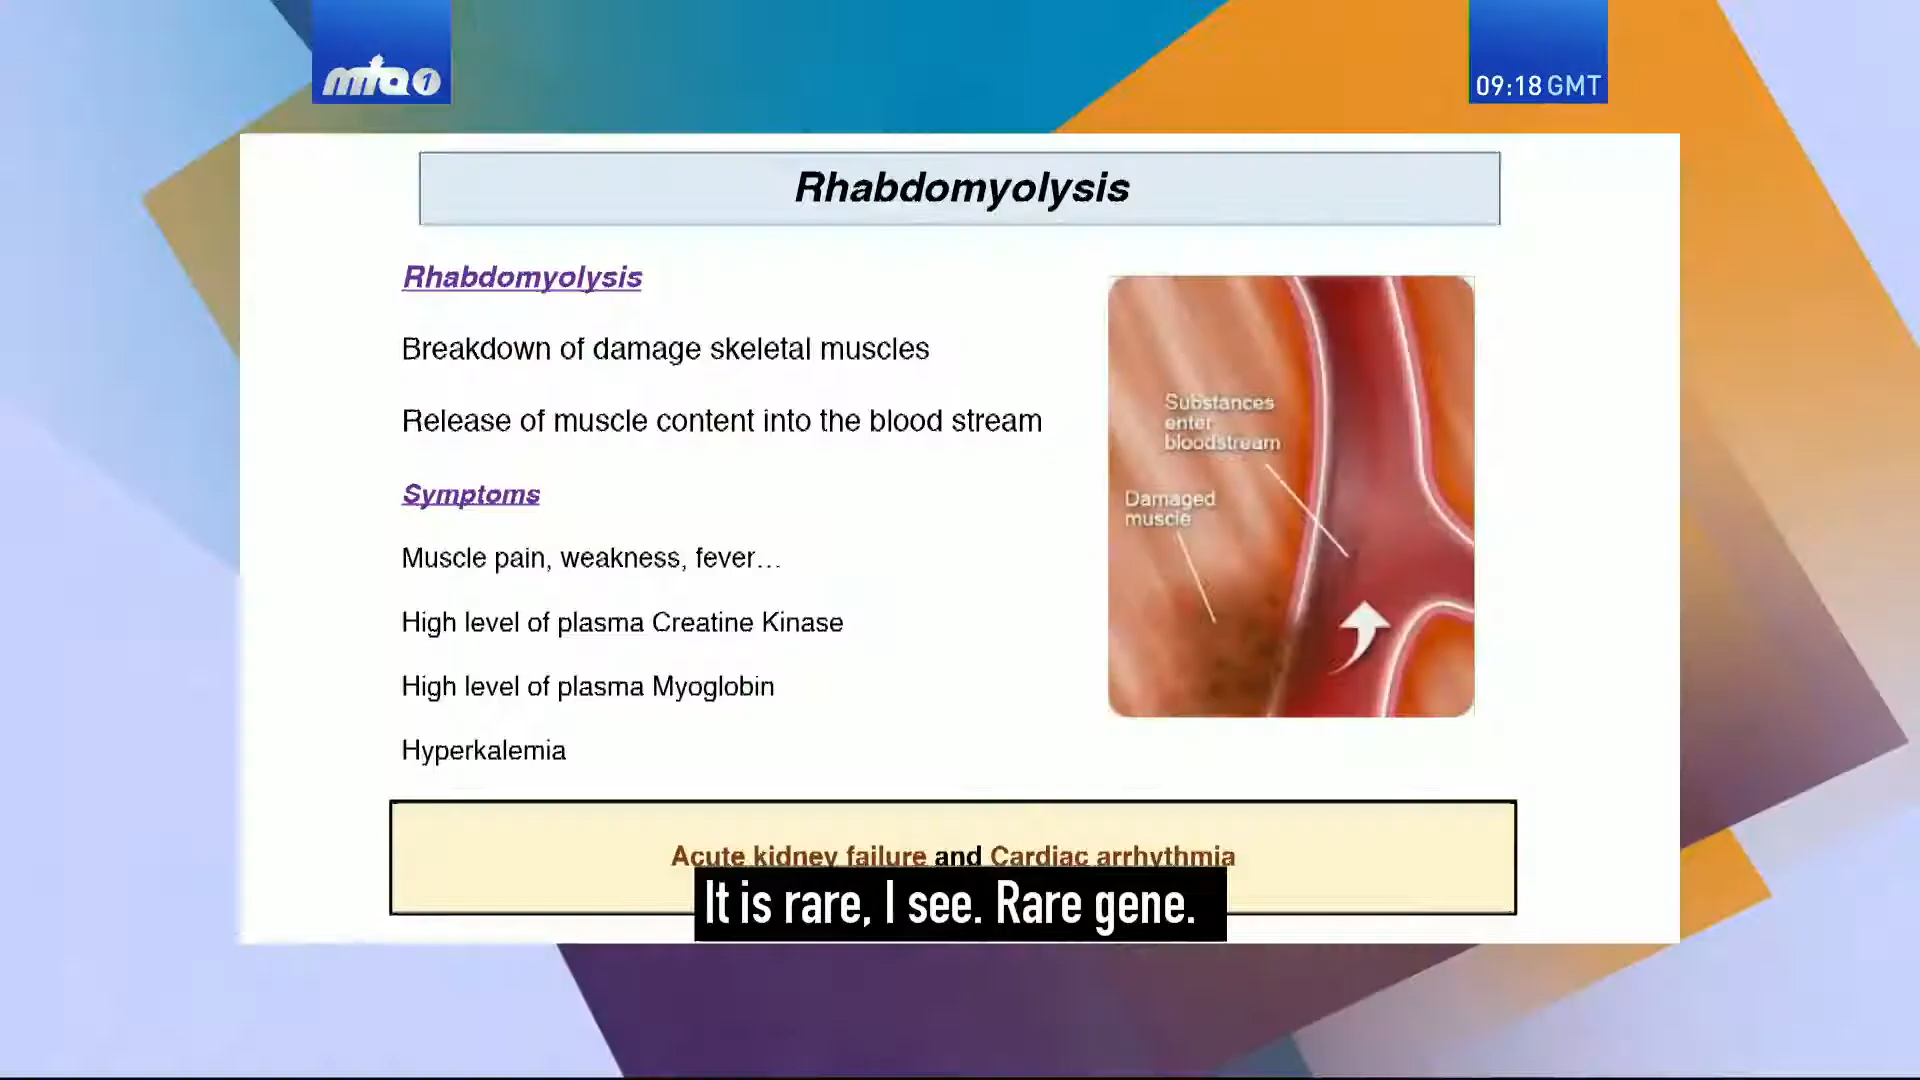 mta 1
09:18 GMT
Rhabdomyolysis
Rhabdomyolysis
Breakdown of damage skeletal muscles
Release of muscle content into the blood stream
Symptoms
Muscle pain, weakness, fever...
High level of plasma Creatine Kinase
High level of plasma Myoglobin
Hyperkalemia
Substances
enter
bloodstream
Damaged
muscle
Acute kidney failure and Cardiac arrhythmia
It is rare, I see. Rare gene.